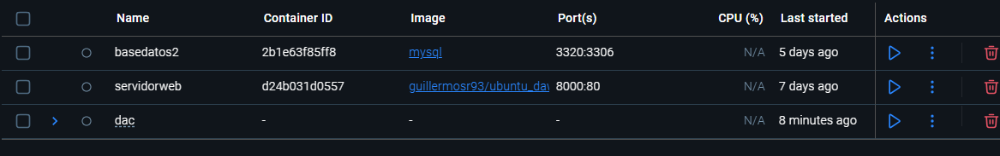 Name Container ID Image Port(s) CPU (%) Last started Actions
basedatos2 2b1e63f85ff8 mysql 3320:3306 N/A 5 days ago
servidorweb d24b031d0557 guillermosr93/ubuntu_da 8000:80 N/A 7 days ago
dac - - - N/A 8 minutes ago